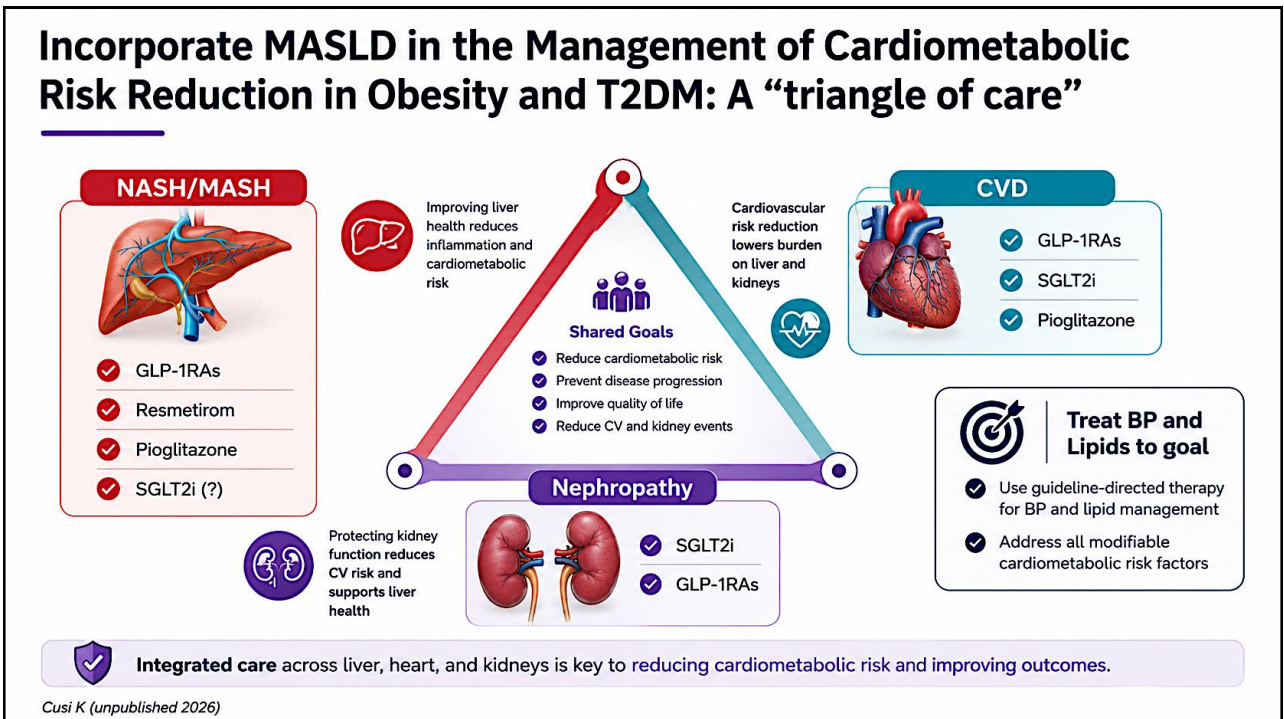 Incorporate MASLD in the Management of Cardiometabolic
Risk Reduction in Obesity and T2DM: A “triangle of care”
NASH/MASH
GLP-1RAs
Resmetirom
Pioglitazone
SGLT2i (?)
Improving liver
health reduces
inflammation and
cardiometabolic
risk
Shared Goals
Reduce cardiometabolic risk
Prevent disease progression
Improve quality of life
Reduce CV and kidney events
Cardiovascular
risk reduction
lowers burden
on liver and
kidneys
CVD
GLP-1RAs
SGLT2i
Pioglitazone
Treat BP and
Lipids to goal
Use guideline-directed therapy
for BP and lipid management
Address all modifiable
cardiometabolic risk factors
Protecting kidney
function reduces
CV risk and
supports liver
health
Nephropathy
SGLT2i
GLP-1RAs
Integrated care across liver, heart, and kidneys is key to reducing cardiometabolic risk and improving outcomes.
Cusi K (unpublished 2026)